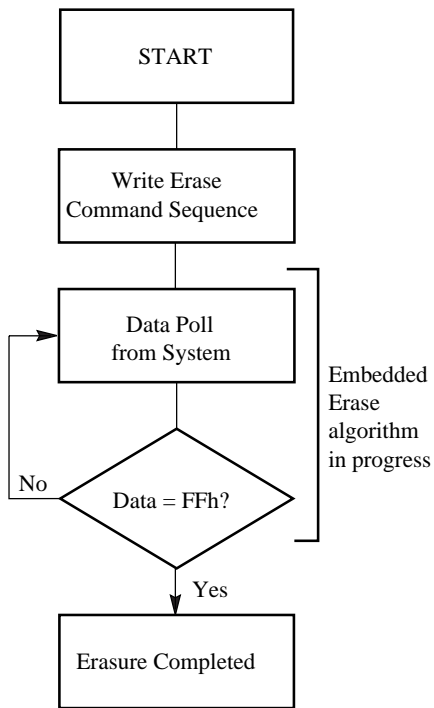 START
Write Erase
Command Sequence
Data Poll
from System
Embedded
Erase
algorithm
in progress
No
Data = FFh?
Yes
Erasure Completed